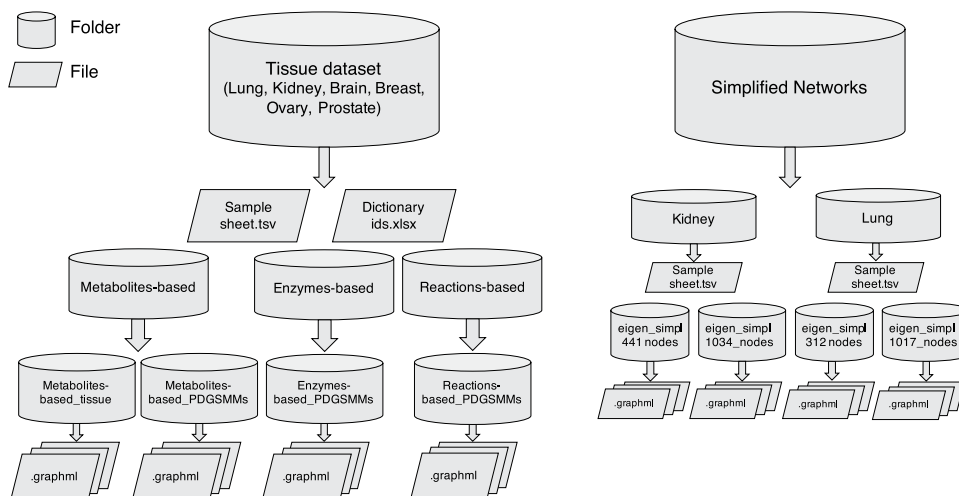 Folder
File
Tissue dataset
(Lung, Kidney, Brain, Breast,
Ovary, Prostate)
Sample
sheet.tsv
Dictionary
ids.xlsx
Metabolites-based
Enzymes-based
Reactions-based
Metabolites-
based_tissue
Metabolites-
based_PDGSMMs
Enzymes-
based_PDGSMMs
Reactions-
based_PDGSMMs
.graphml
.graphml
.graphml
.graphml
Simplified Networks
Kidney
Lung
Sample
sheet.tsv
Sample
sheet.tsv
eigen_simpl
441 nodes
eigen_simpl
1034_nodes
eigen_simpl
312 nodes
eigen_simpl
1017_nodes
.graphml
.graphml
.graphml
.graphml